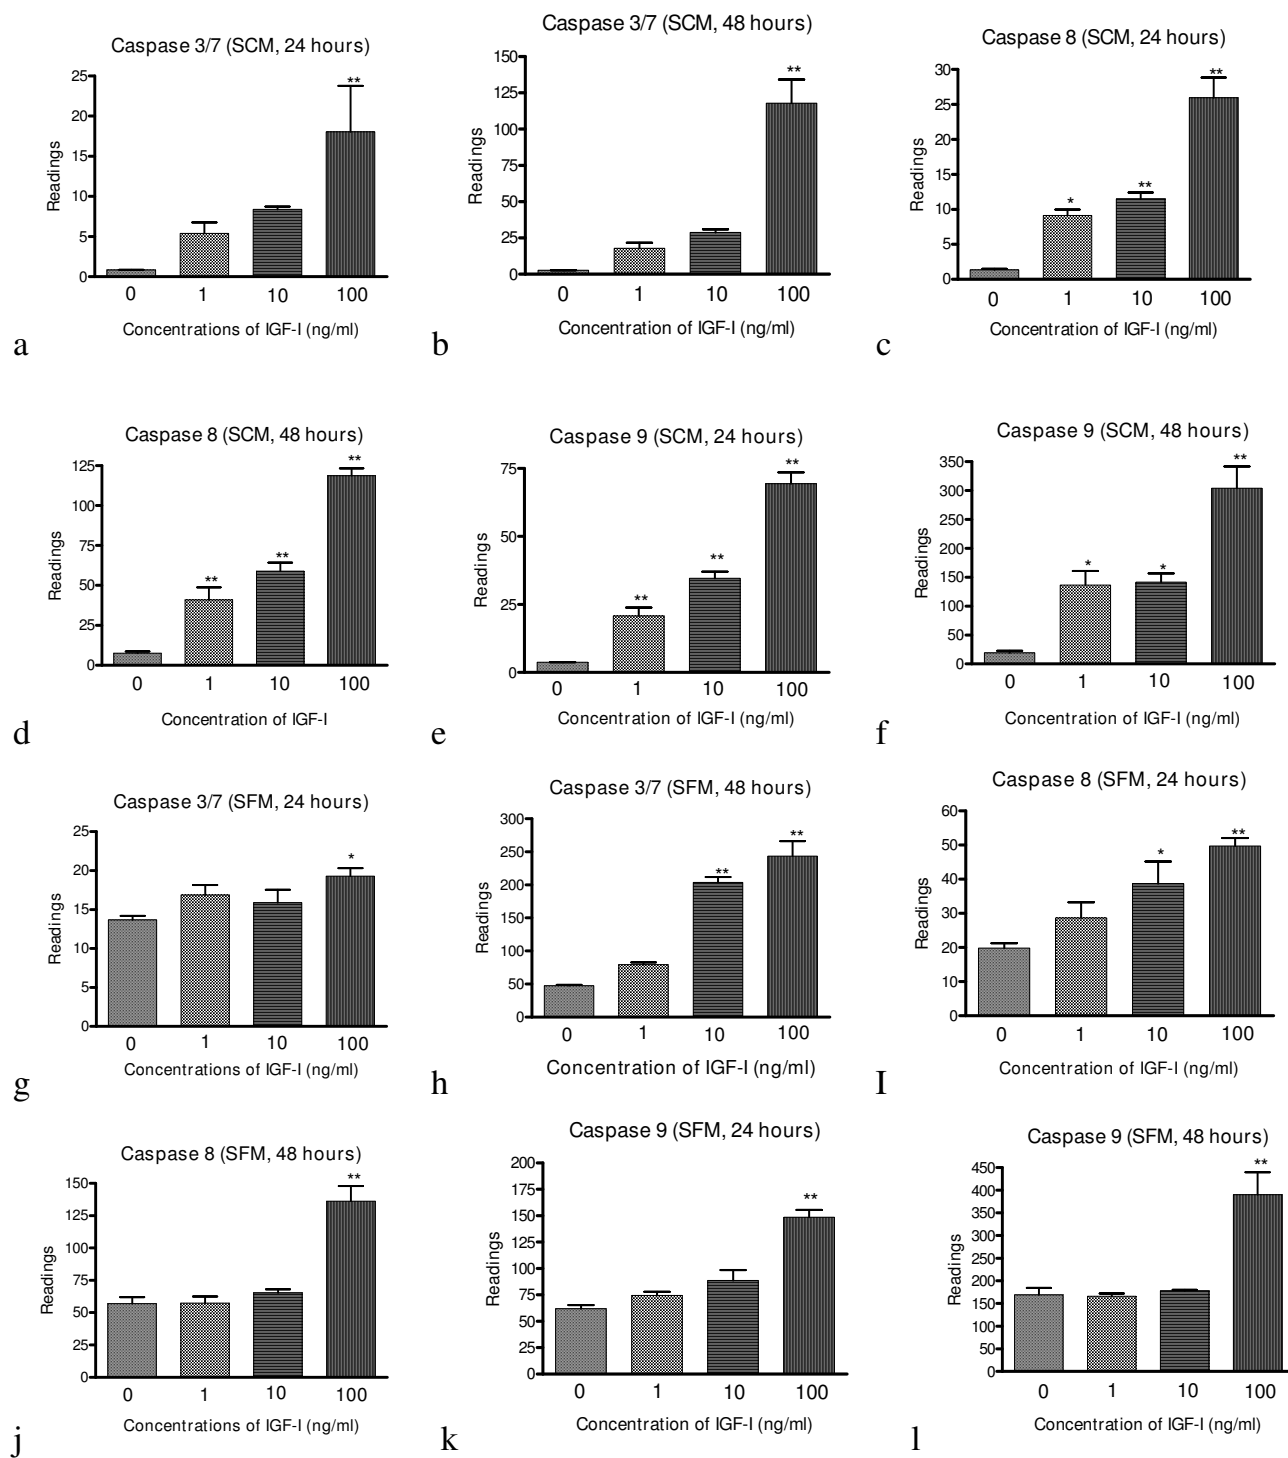 Caspase 3/7 (SCM, 24 hours)
25
20
15
10
5
0
Readings
**
0 1 10 100
Concentrations of IGF-I (ng/ml)
a
Caspase 3/7 (SCM, 48 hours)
150
125
100
75
50
25
0
Readings
**
0 1 10 100
Concentration of IGF-I (ng/ml)
b
Caspase 8 (SCM, 24 hours)
30
25
20
15
10
5
0
Readings
* ** **
0 1 10 100
Concentration of IGF-I (ng/ml)
c
Caspase 8 (SCM, 48 hours)
125
100
75
50
25
0
Readings
** ** **
0 1 10 100
Concentration of IGF-I
d
Caspase 9 (SCM, 24 hours)
75
50
25
0
Readings
** ** **
0 1 10 100
Concentration of IGF-I (ng/ml)
e
Caspase 9 (SCM, 48 hours)
350
300
250
200
150
100
50
0
Readings
* * **
0 1 10 100
Concentration of IGF-I (ng/ml)
f
Caspase 3/7 (SFM, 24 hours)
25
20
15
10
5
0
Readings
*
0 1 10 100
Concentrations of IGF-I (ng/ml)
g
Caspase 3/7 (SFM, 48 hours)
300
250
200
150
100
50
0
Readings
** **
0 1 10 100
Concentration of IGF-I (ng/ml)
h
Caspase 8 (SFM, 24 hours)
60
50
40
30
20
10
0
Readings
* **
0 1 10 100
Concentration of IGF-I (ng/ml)
I
Caspase 8 (SFM, 48 hours)
150
125
100
75
50
25
0
Readings
**
0 1 10 100
Concentrations of IGF-I (ng/ml)
j
Caspase 9 (SFM, 24 hours)
200
175
150
125
100
75
50
25
0
Readings
**
0 1 10 100
Concentration of IGF-I (ng/ml)
k
Caspase 9 (SFM, 48 hours)
450
400
350
300
250
200
150
100
50
0
Readings
**
0 1 10 100
Concentration of IGF-I (ng/ml)
l